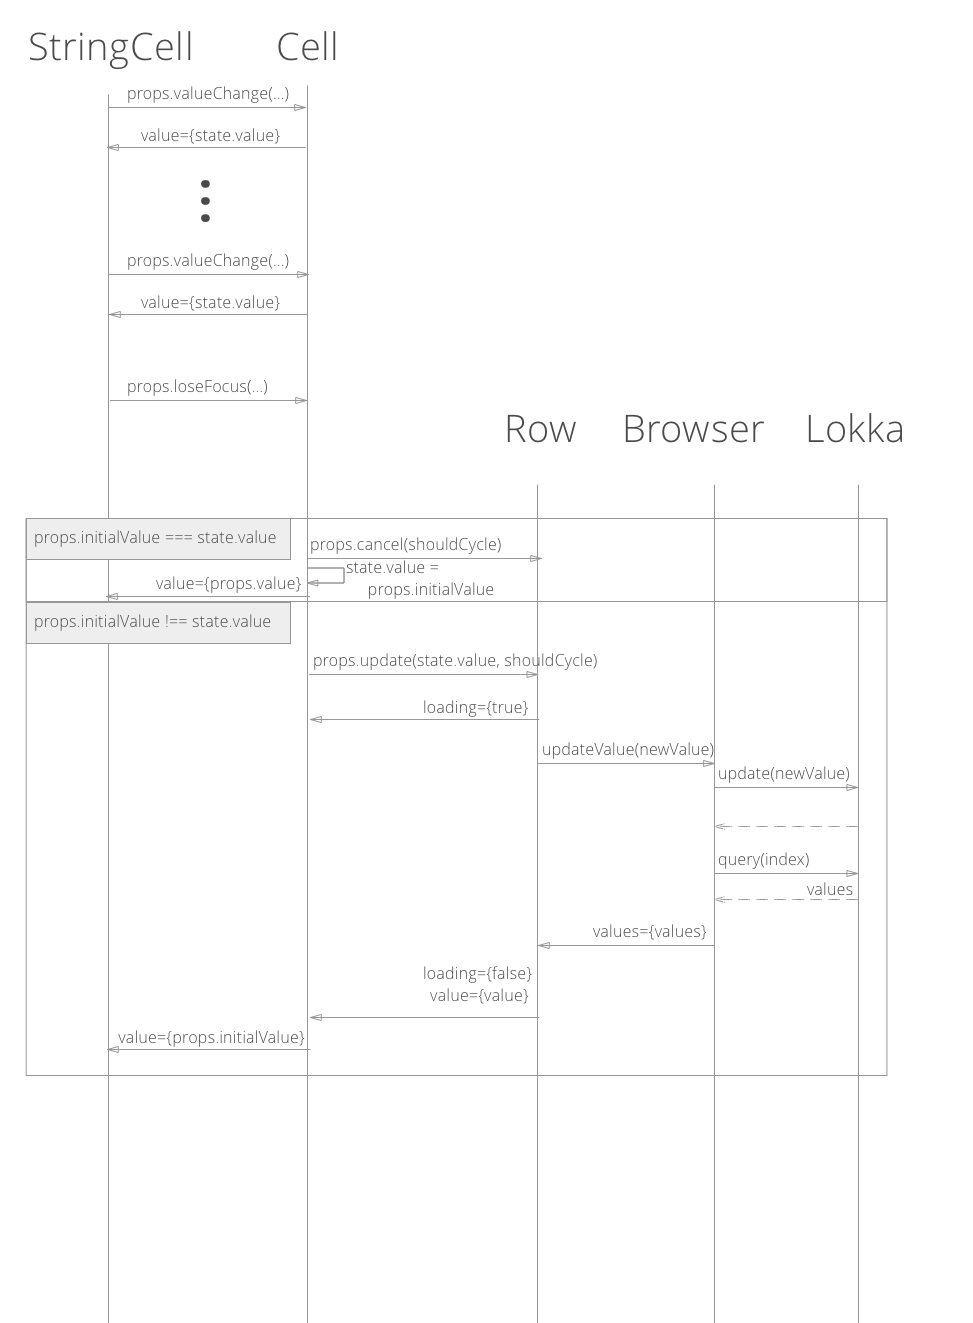 StringCell Cell
props.valueChange(...)
value={state.value}
props.valueChange(...)
value={state.value}
props.loseFocus(...)
Row Browser Lokka
props.initialValue === state.value
props.cancel(shouldCycle)
state.value =
value={props.value}
props.initialValue
props.initialValue !== state.value
props.update(state.value, shouldCycle)
loading={true}
updateValue(newValue)
update(newValue)
query(index)
values
values={values}
loading={false}
value={value}
value={props.initialValue}